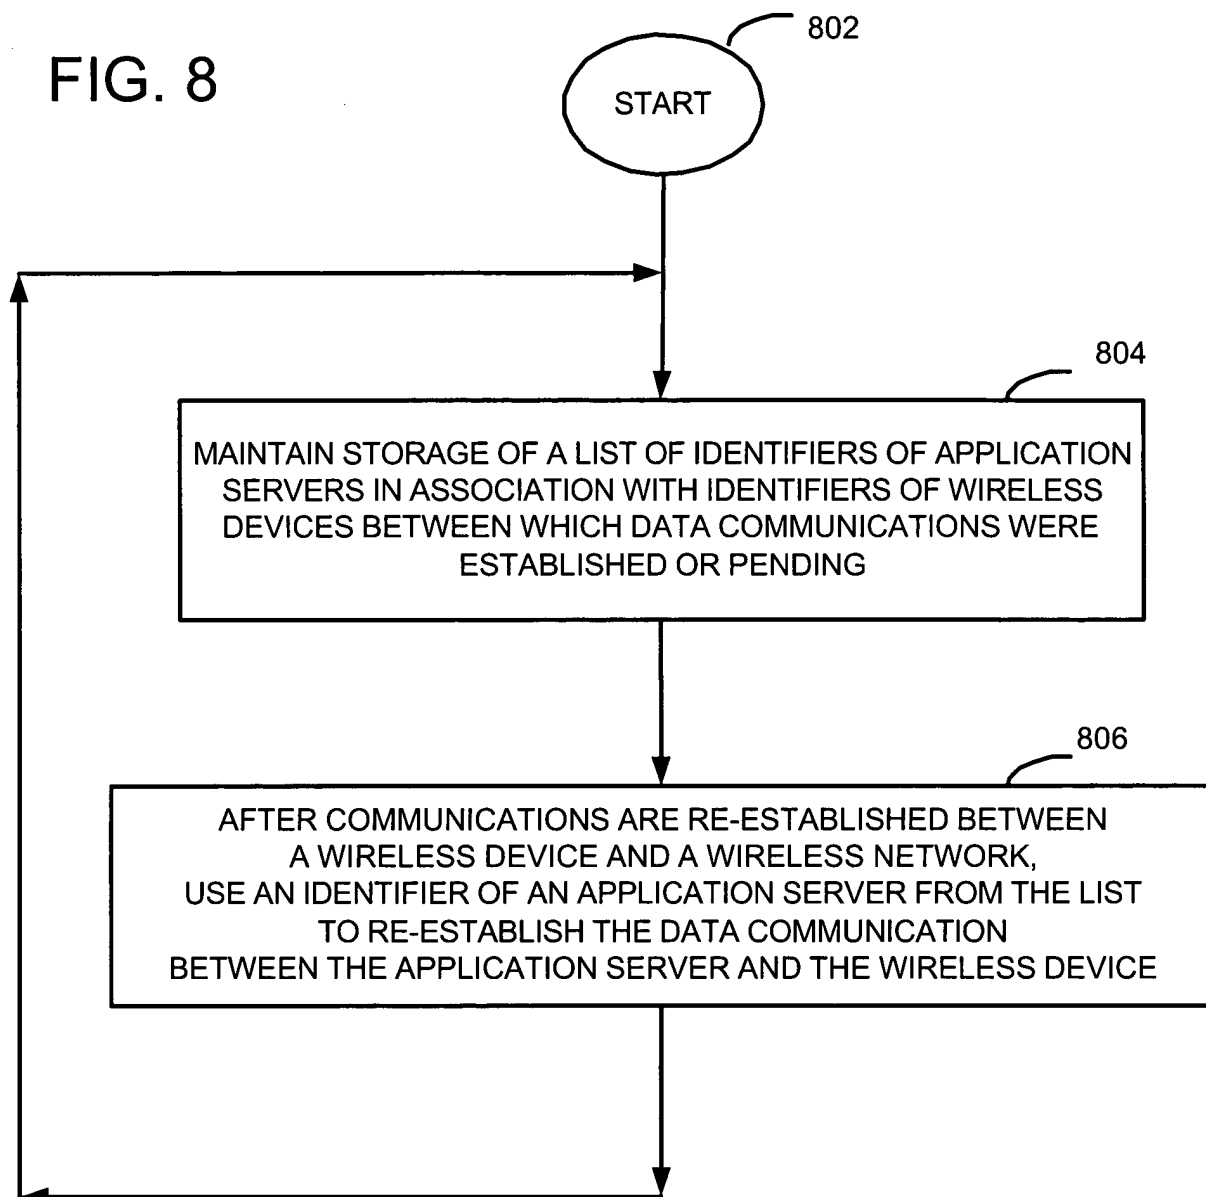 FIG. 8
802
START
804
MAINTAIN STORAGE OF A LIST OF IDENTIFIERS OF APPLICATION
SERVERS IN ASSOCIATION WITH IDENTIFIERS OF WIRELESS
DEVICES BETWEEN WHICH DATA COMMUNICATIONS WERE
ESTABLISHED OR PENDING
806
AFTER COMMUNICATIONS ARE RE-ESTABLISHED BETWEEN
A WIRELESS DEVICE AND A WIRELESS NETWORK,
USE AN IDENTIFIER OF AN APPLICATION SERVER FROM THE LIST
TO RE-ESTABLISH THE DATA COMMUNICATION
BETWEEN THE APPLICATION SERVER AND THE WIRELESS DEVICE